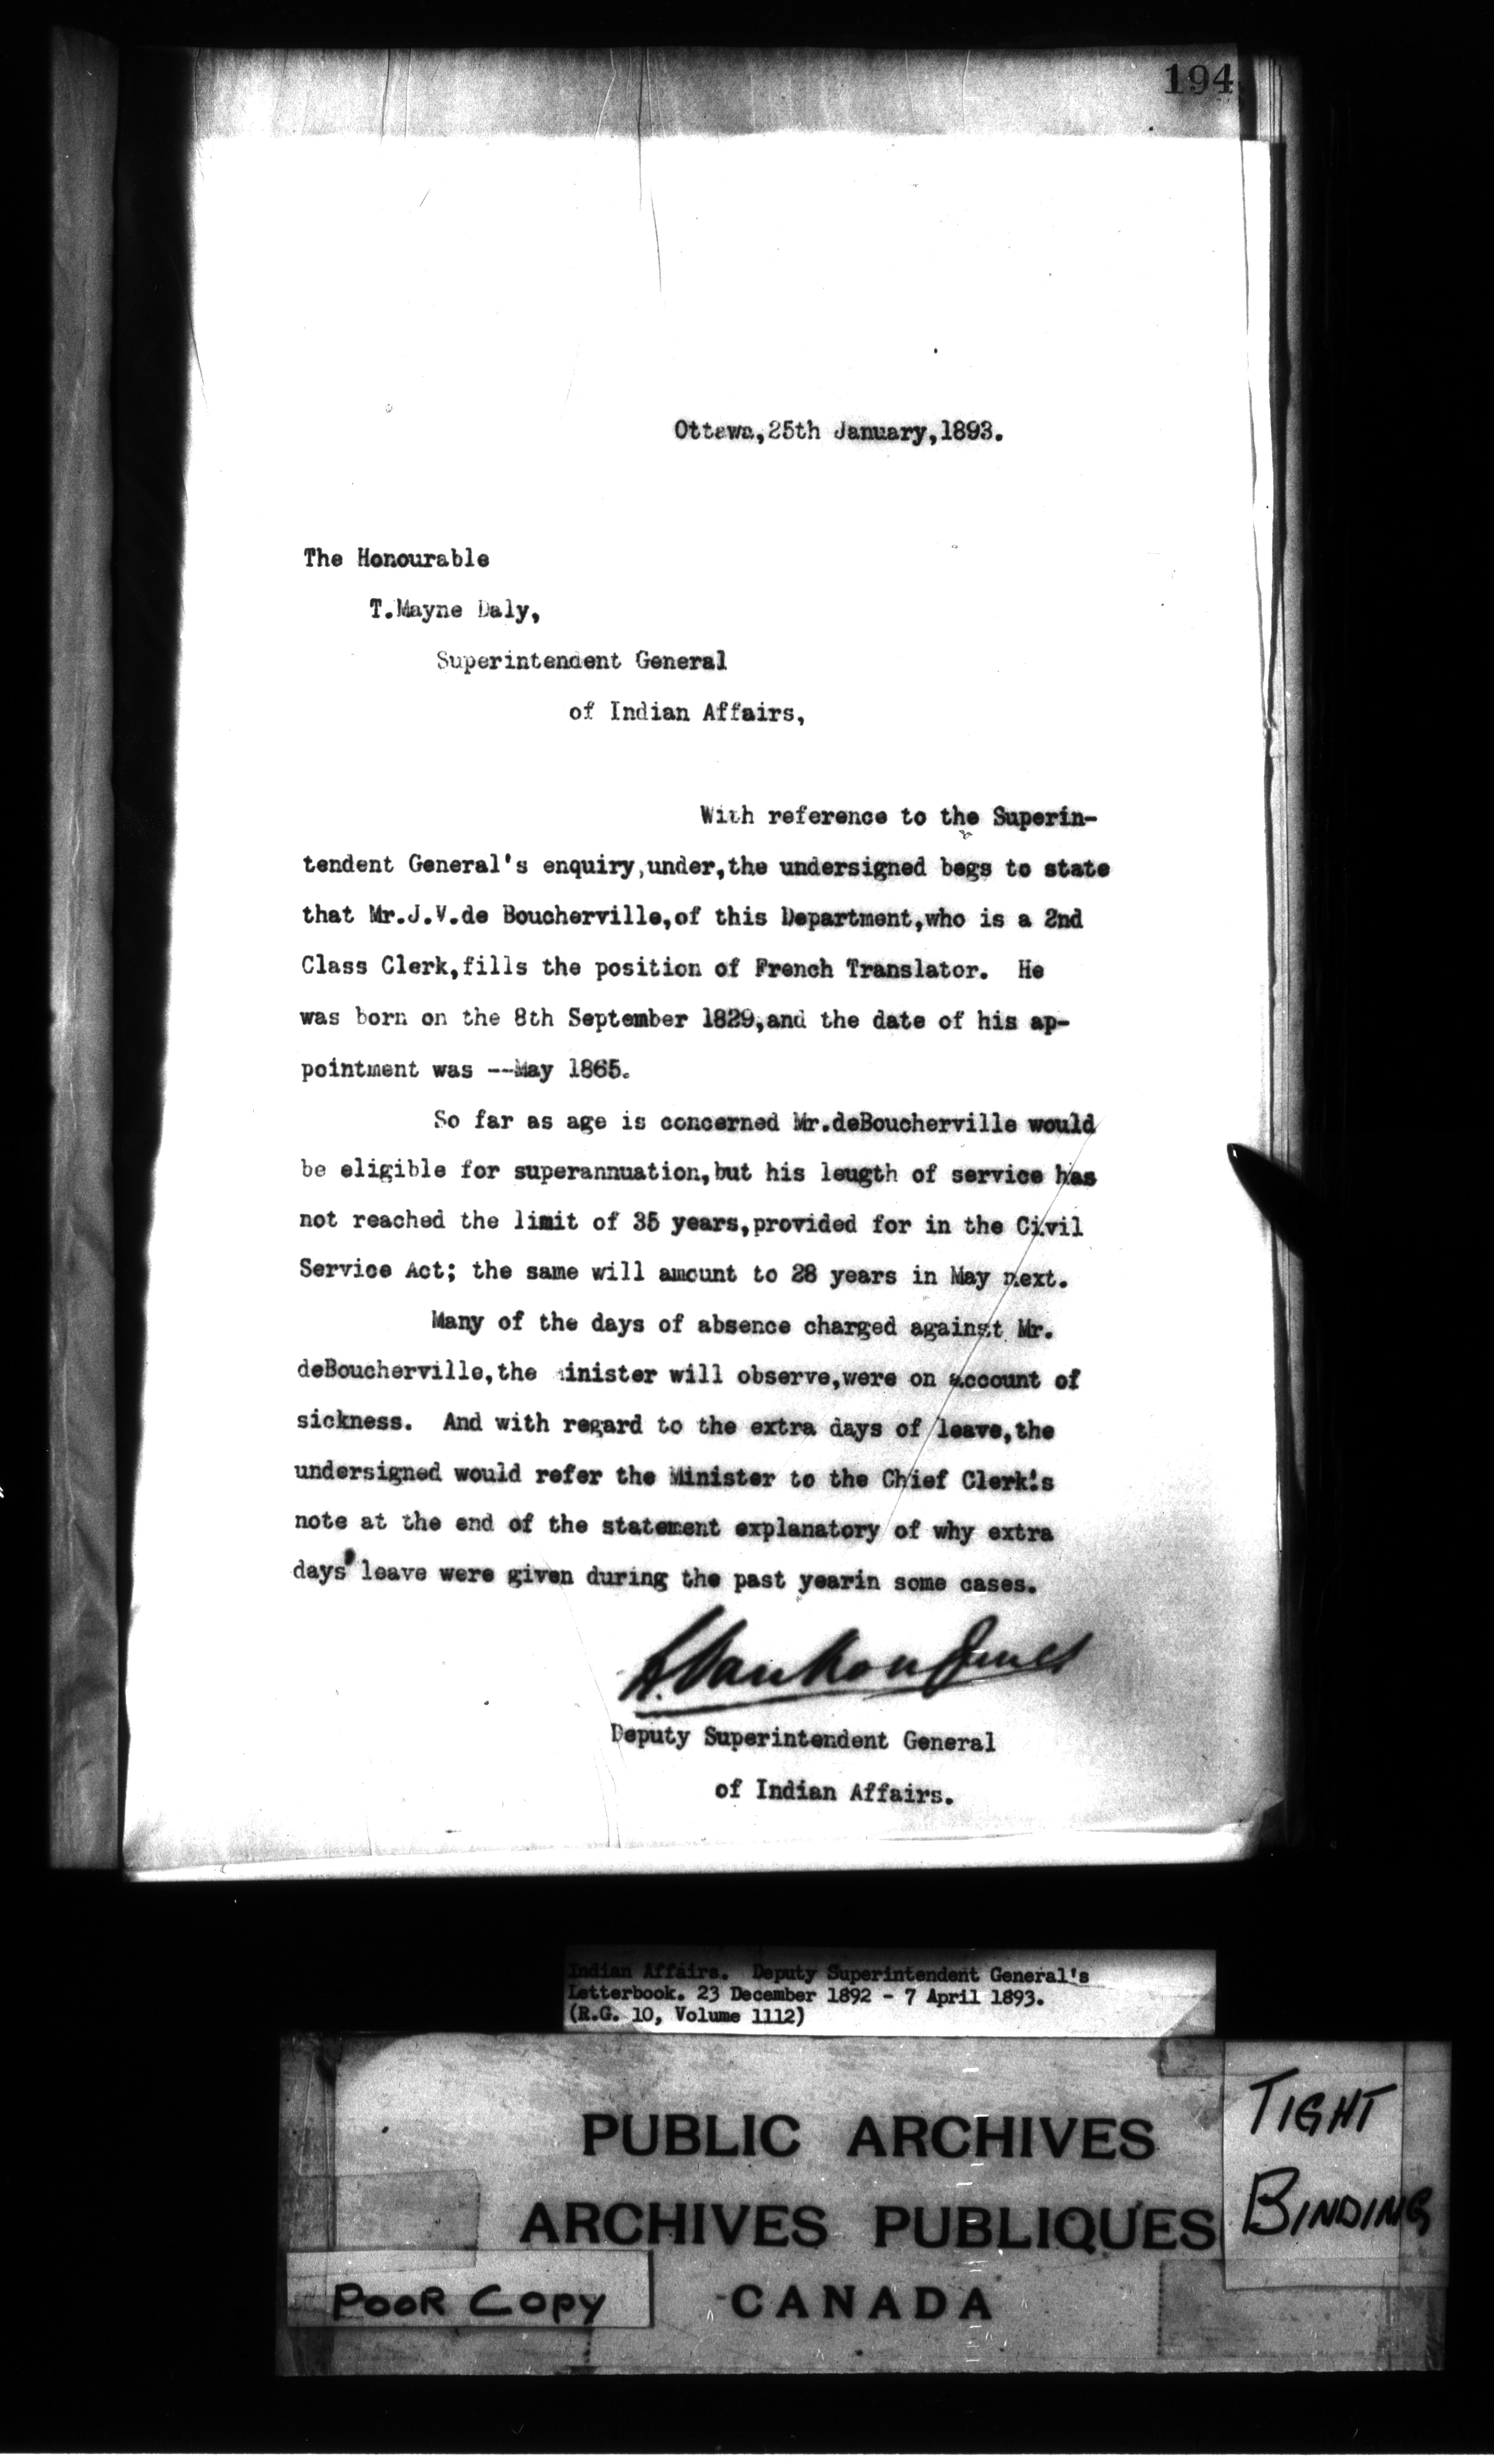 194
Ottawa,25th January,1893.
The Honourable
T.Mayne Daly,
Superintendent General
of Indian Affairs,
With reference to the Superin-
tendent General's enquiry,under,the undersigned begs to state
that Mr.J.V.de Boucherville,of this Department,who is a 2nd
Class Clerk,fills the position of French Translator. He
was born on the 8th September 1829,and the date of his ap-
pointment was --May 1865.
So far as age is concerned Mr.deBoucherville would
be eligible for superannuation,but his leugth of service has
not reached the limit of 35 years,provided for in the Civil
Service Act; the same will amount to 28 years in May next.
Many of the days of absence charged against Mr.
deBoucherville,the inister will observe,were on account of
sickness. And with regard to the extra days of leave,the
undersigned would refer the Minister to the Chief Clerk's
note at the end of the statement explanatory of why extra
days' leave were given during the past yearin some cases.
L. Vankoughnet
Deputy Superintendent General
of Indian Affairs.
Indian Affairs. Deputy Superintendent General's
Letterbook. 23 December 1892 - 7 April 1893.
(R.G. 10, Volume 1112)
PUBLIC ARCHIVES
ARCHIVES PUBLIQUES
CANADA
TIGHT
BINDING
POOR COPY